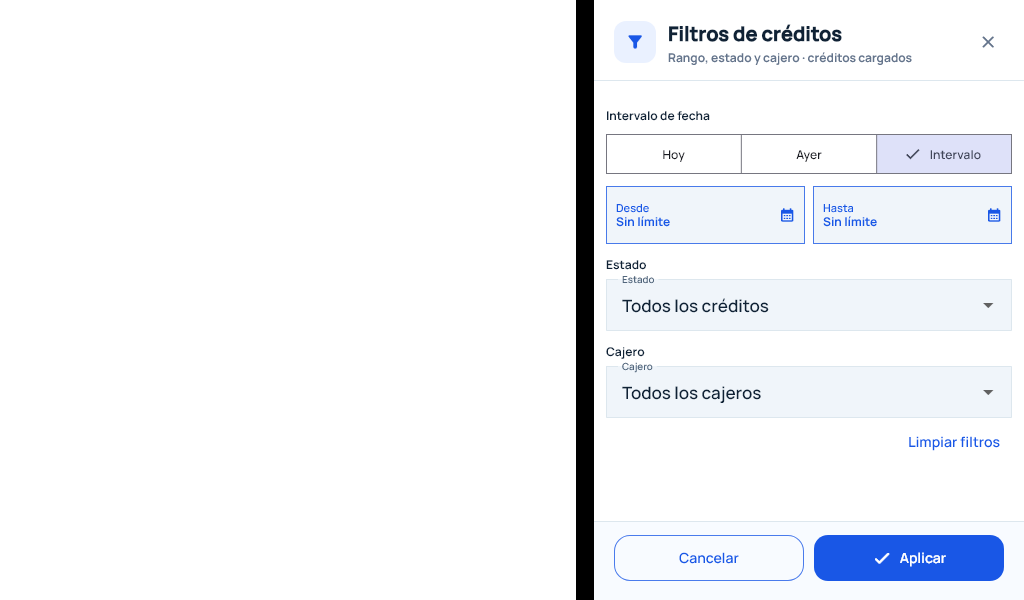 Filtros de créditos
Rango, estado y cajero · créditos cargados
Intervalo de fecha
Hoy
Ayer
Intervalo
Desde
Sin límite
Hasta
Sin límite
Estado
Estado
Todos los créditos
Cajero
Cajero
Todos los cajeros
Limpiar filtros
Cancelar
Aplicar